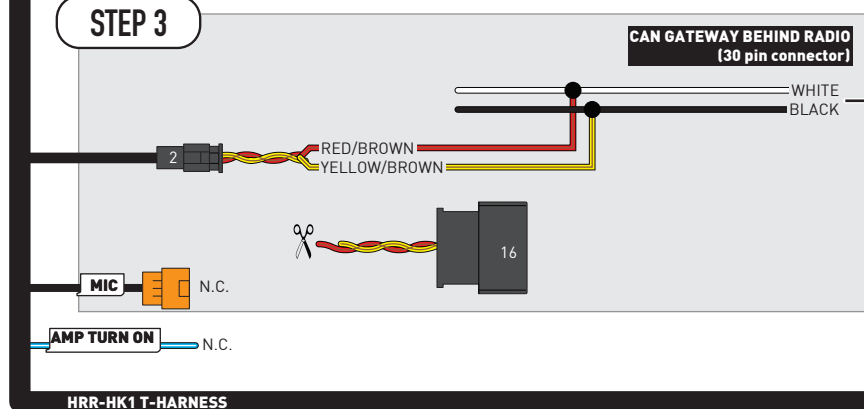 STEP 3
CAN GATEWAY BEHIND RADIO
(30 pin connector)
WHITE
BLACK
2
RED/BROWN
YELLOW/BROWN
16
MIC
N.C.
AMP TURN ON
N.C.
HRR-HK1 T-HARNESS